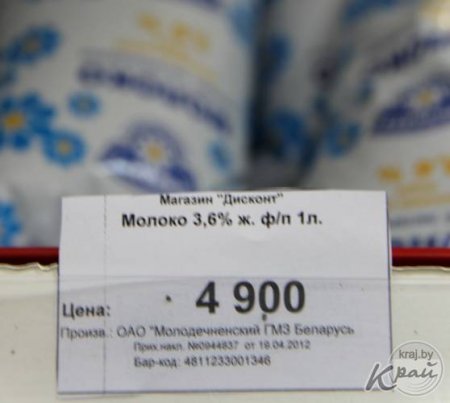 Магазин "Дисконт"
Молоко 3,6% ж. ф/п 1л.
Цена: 4 900
Произв.: ОАО "Молодечненский ГМЗ Беларусь
Прих.накл. №0944837 от 19.04.2012
Бар-код: 4811233001346
kraj.by
Край